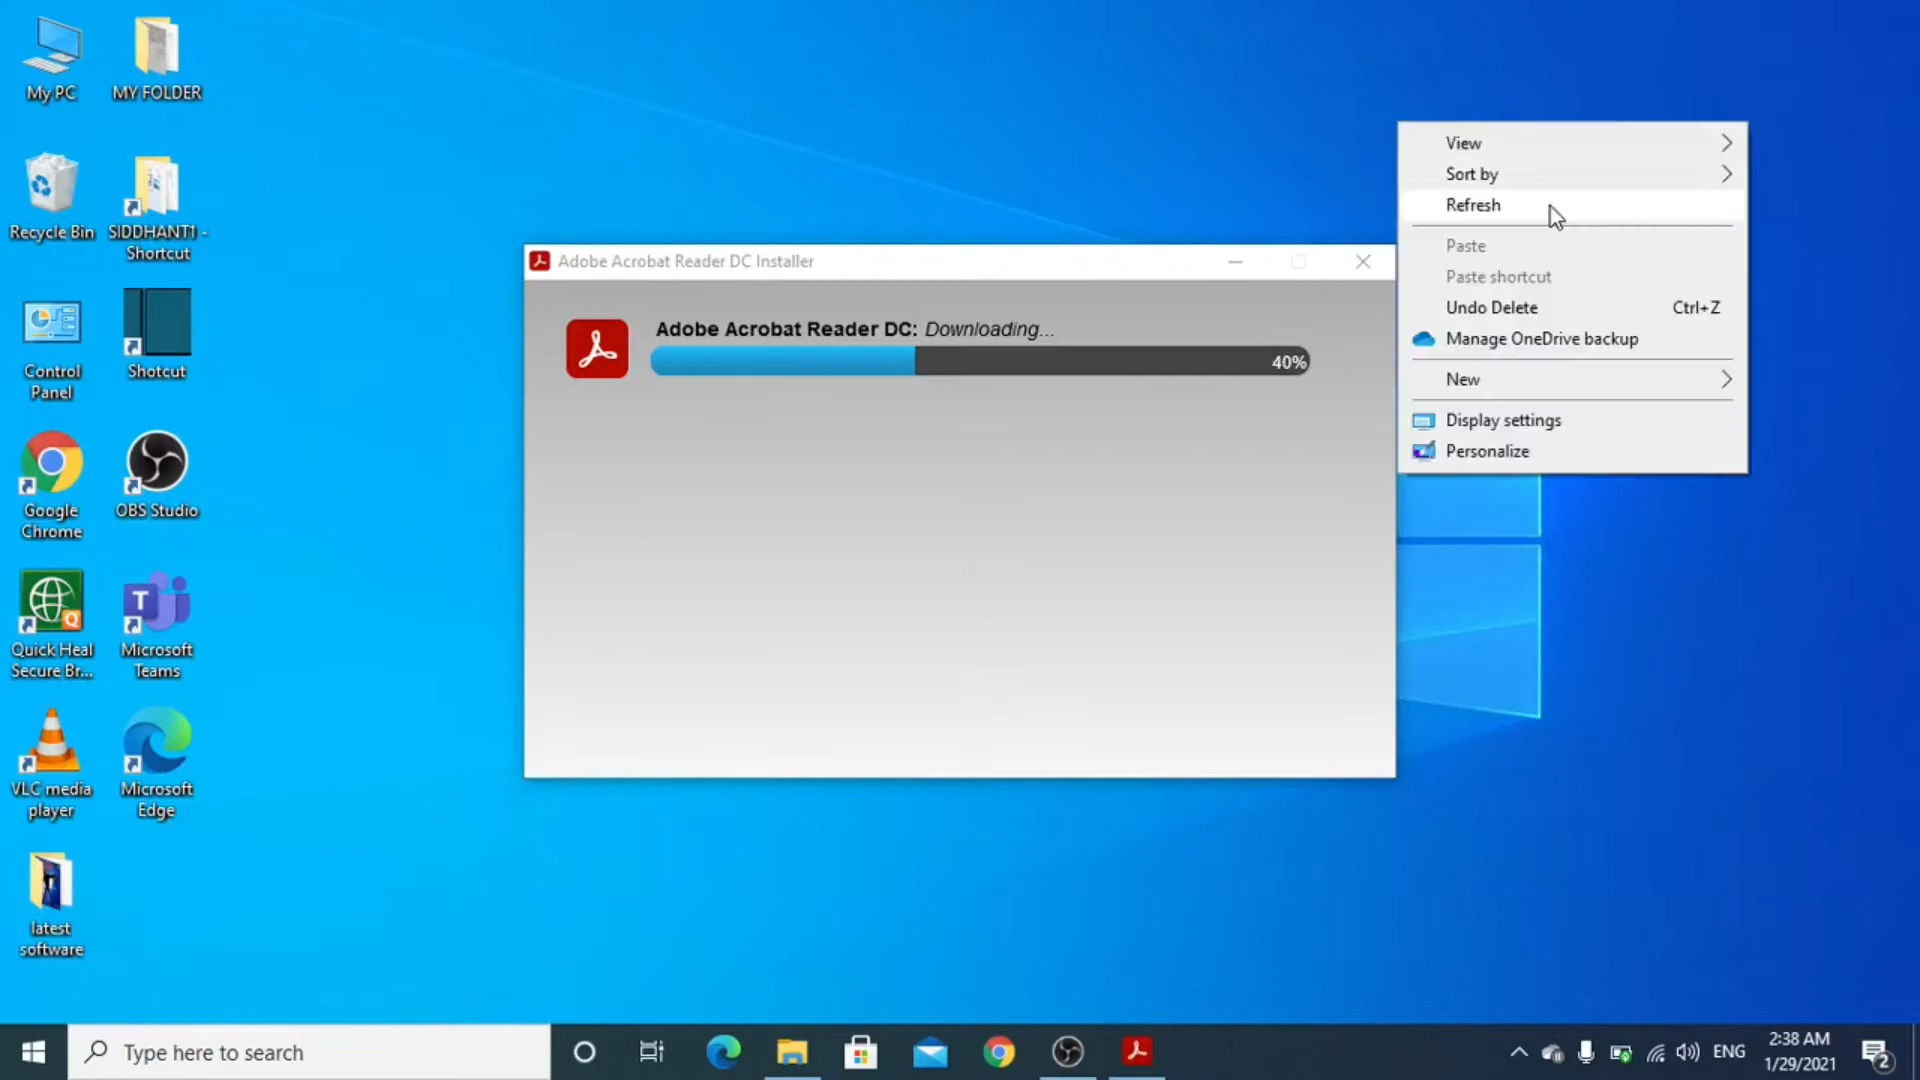 My PC
MY FOLDER
Recycle Bin
SIDDHANT1 -
Shortcut
Control
Panel
Shotcut
Google
Chrome
OBS Studio
Quick Heal
Secure Br...
Microsoft
Teams
VLC media
player
Microsoft
Edge
latest
software
Adobe Acrobat Reader DC Installer
Adobe Acrobat Reader DC: Downloading...
40%
View
Sort by
Refresh
Paste
Paste shortcut
Undo Delete Ctrl+Z
Manage OneDrive backup
New
Display settings
Personalize
Type here to search
ENG
2:38 AM
1/29/2021
2